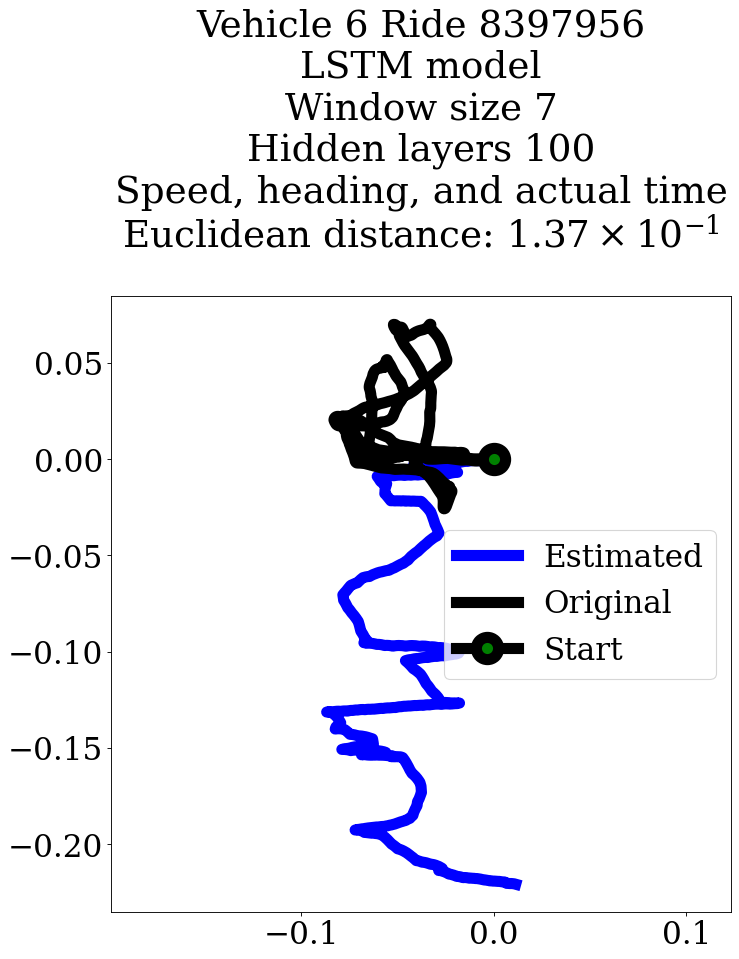 Vehicle 6 Ride 8397956
LSTM model
Window size 7
Hidden layers 100
Speed, heading, and actual time
Euclidean distance: 1.37 × 10⁻¹
0.05
0.00
−0.05
−0.10
−0.15
−0.20
Estimated
Original
Start
−0.1
0.0
0.1